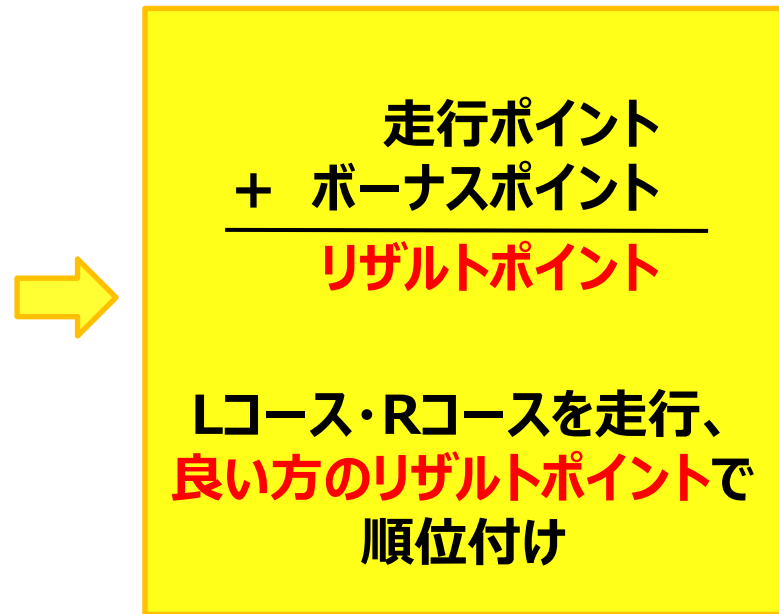 走行ポイント
+ ボーナスポイント
リザルトポイント
Lコース・Rコースを走行、
良い方のリザルトポイントで
順位付け